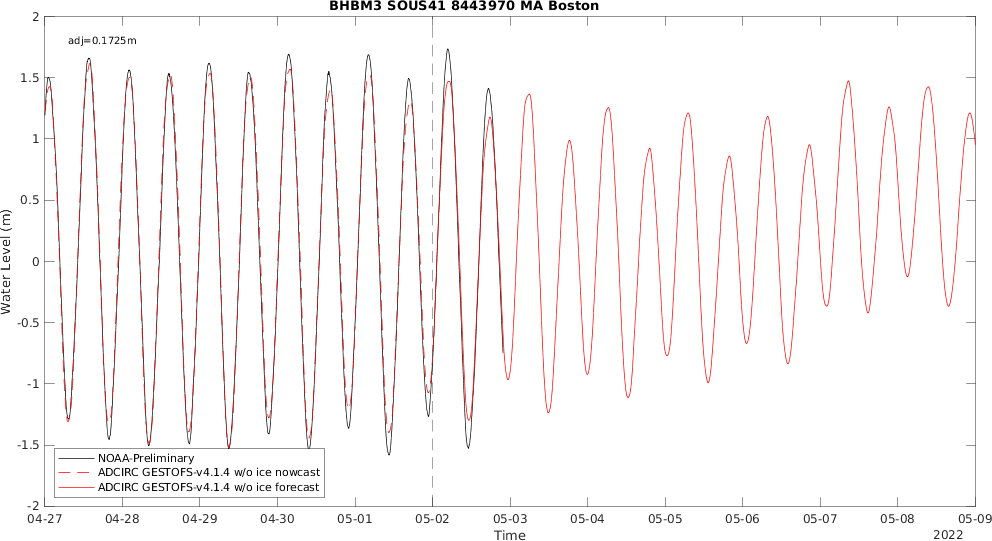 BHBM3 SOUS41 8443970 MA Boston
adj=0.1725m
2
1.5
1
0.5
0
-0.5
-1
-1.5
-2
Water Level (m)
NOAA-Preliminary
ADCIRC GESTOFS-v4.1.4 w/o ice nowcast
ADCIRC GESTOFS-v4.1.4 w/o ice forecast
04-27 04-28 04-29 04-30 05-01 05-02 05-03 05-04 05-05 05-06 05-07 05-08 05-09
Time
2022